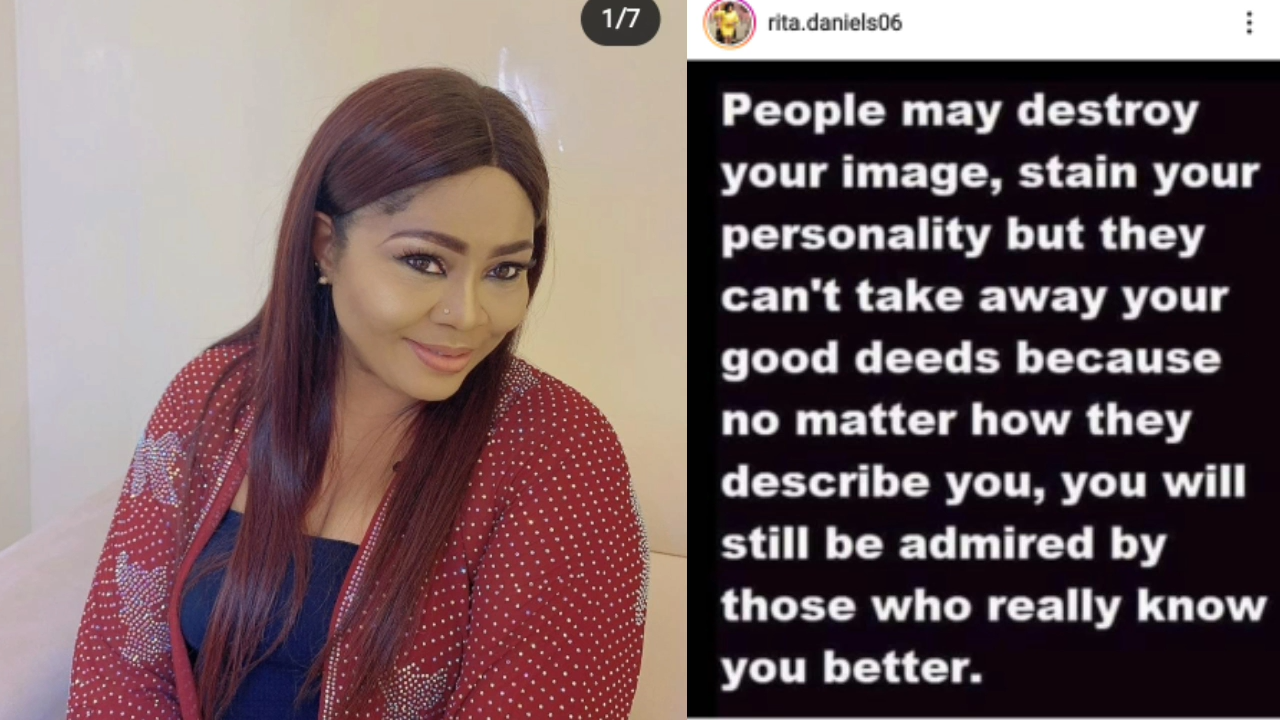 1/7
rita.daniels06
People may destroy
your image, stain your
personality but they
can't take away your
good deeds because
no matter how they
describe you, you will
still be admired by
those who really know
you better.